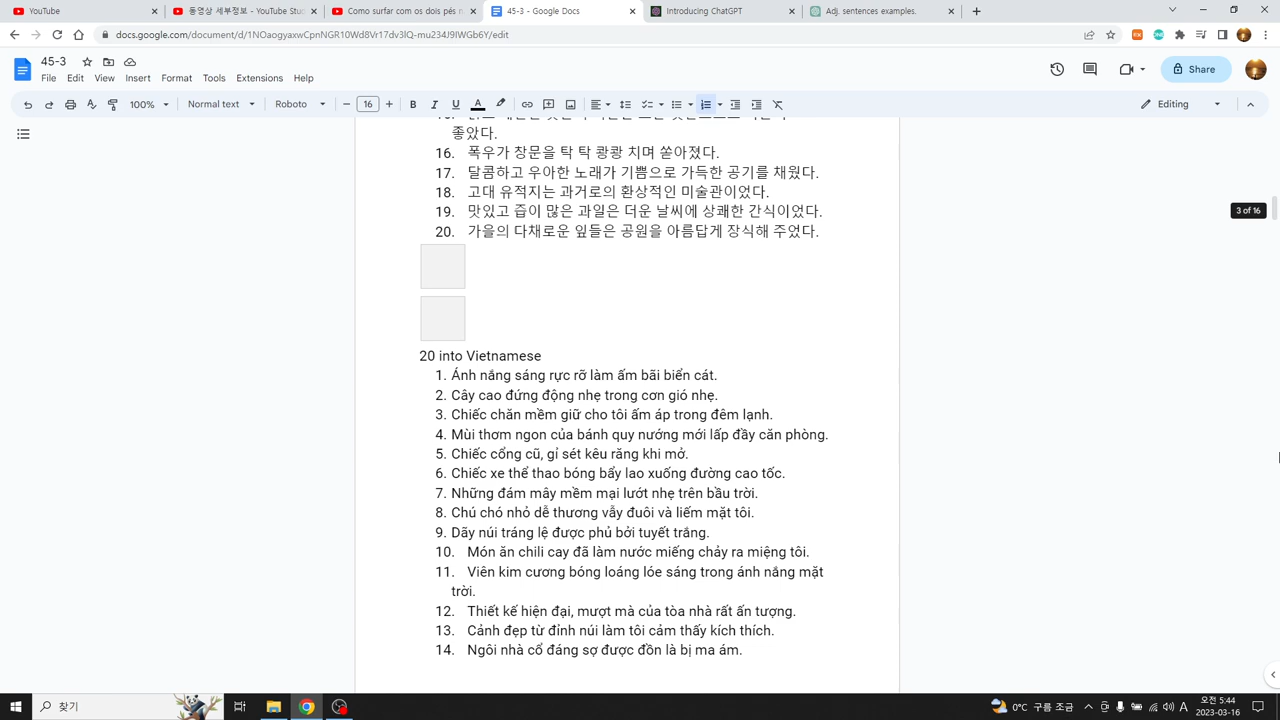 YouTube
동영상 세부정보 - YouTube Stu
Como surfar com os dois pés n
45-3 - Google Docs
Introducing ChatGPT
Adj. sentences examples.
docs.google.com/document/d/1NOaogyaxwCpnNGR10Wd8Vr17dv3lQ-mu234J9IWGb6Y/edit
45-3
File Edit View Insert Format Tools Extensions Help
Share
100% Normal text Roboto 16 Editing
좋았다.
16. 폭우가 창문을 탁 탁 쾅쾅 치며 쏟아졌다.
17. 달콤하고 우아한 노래가 기쁨으로 가득한 공기를 채웠다.
18. 고대 유적지는 과거로의 환상적인 미술관이었다.
19. 맛있고 즙이 많은 과일은 더운 날씨에 상쾌한 간식이었다.
20. 가을의 다채로운 잎들은 공원을 아름답게 장식해 주었다.
3 of 16
20 into Vietnamese
1. Ánh nắng sáng rực rỡ làm ấm bãi biển cát.
2. Cây cao đứng động nhẹ trong cơn gió nhẹ.
3. Chiếc chăn mềm giữ cho tôi ấm áp trong đêm lạnh.
4. Mùi thơm ngon của bánh quy nướng mới lấp đầy căn phòng.
5. Chiếc cổng cũ, gỉ sét kêu răng khi mở.
6. Chiếc xe thể thao bóng bẩy lao xuống đường cao tốc.
7. Những đám mây mềm mại lướt nhẹ trên bầu trời.
8. Chú chó nhỏ dễ thương vẫy đuôi và liếm mặt tôi.
9. Dãy núi tráng lệ được phủ bởi tuyết trắng.
10. Món ăn chili cay đã làm nước miếng chảy ra miệng tôi.
11. Viên kim cương bóng loáng lóe sáng trong ánh nắng mặt
trời.
12. Thiết kế hiện đại, mượt mà của tòa nhà rất ấn tượng.
13. Cảnh đẹp từ đỉnh núi làm tôi cảm thấy kích thích.
14. Ngôi nhà cổ đáng sợ được đồn là bị ma ám.
찾기
0°C 구름 조금
A
오전 5:44
2023-03-16